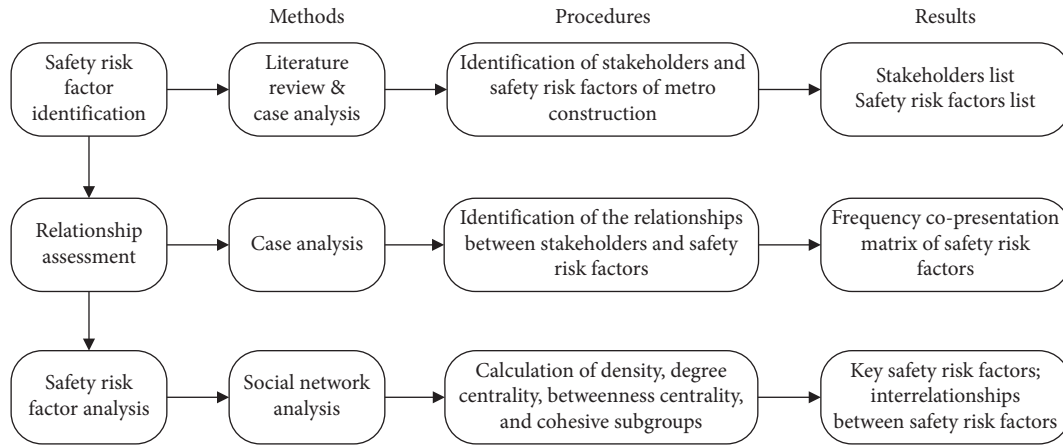 Methods
Procedures
Results
Safety risk
factor
identification
Literature
review &
case analysis
Identification of stakeholders and
safety risk factors of metro
construction
Stakeholders list
Safety risk factors list
Relationship
assessment
Case analysis
Identification of the relationships
between stakeholders and safety
risk factors
Frequency co-presentation
matrix of safety risk
factors
Safety risk
factor analysis
Social network
analysis
Calculation of density, degree
centrality, betweenness centrality,
and cohesive subgroups
Key safety risk factors;
interrelationships
between safety risk factors